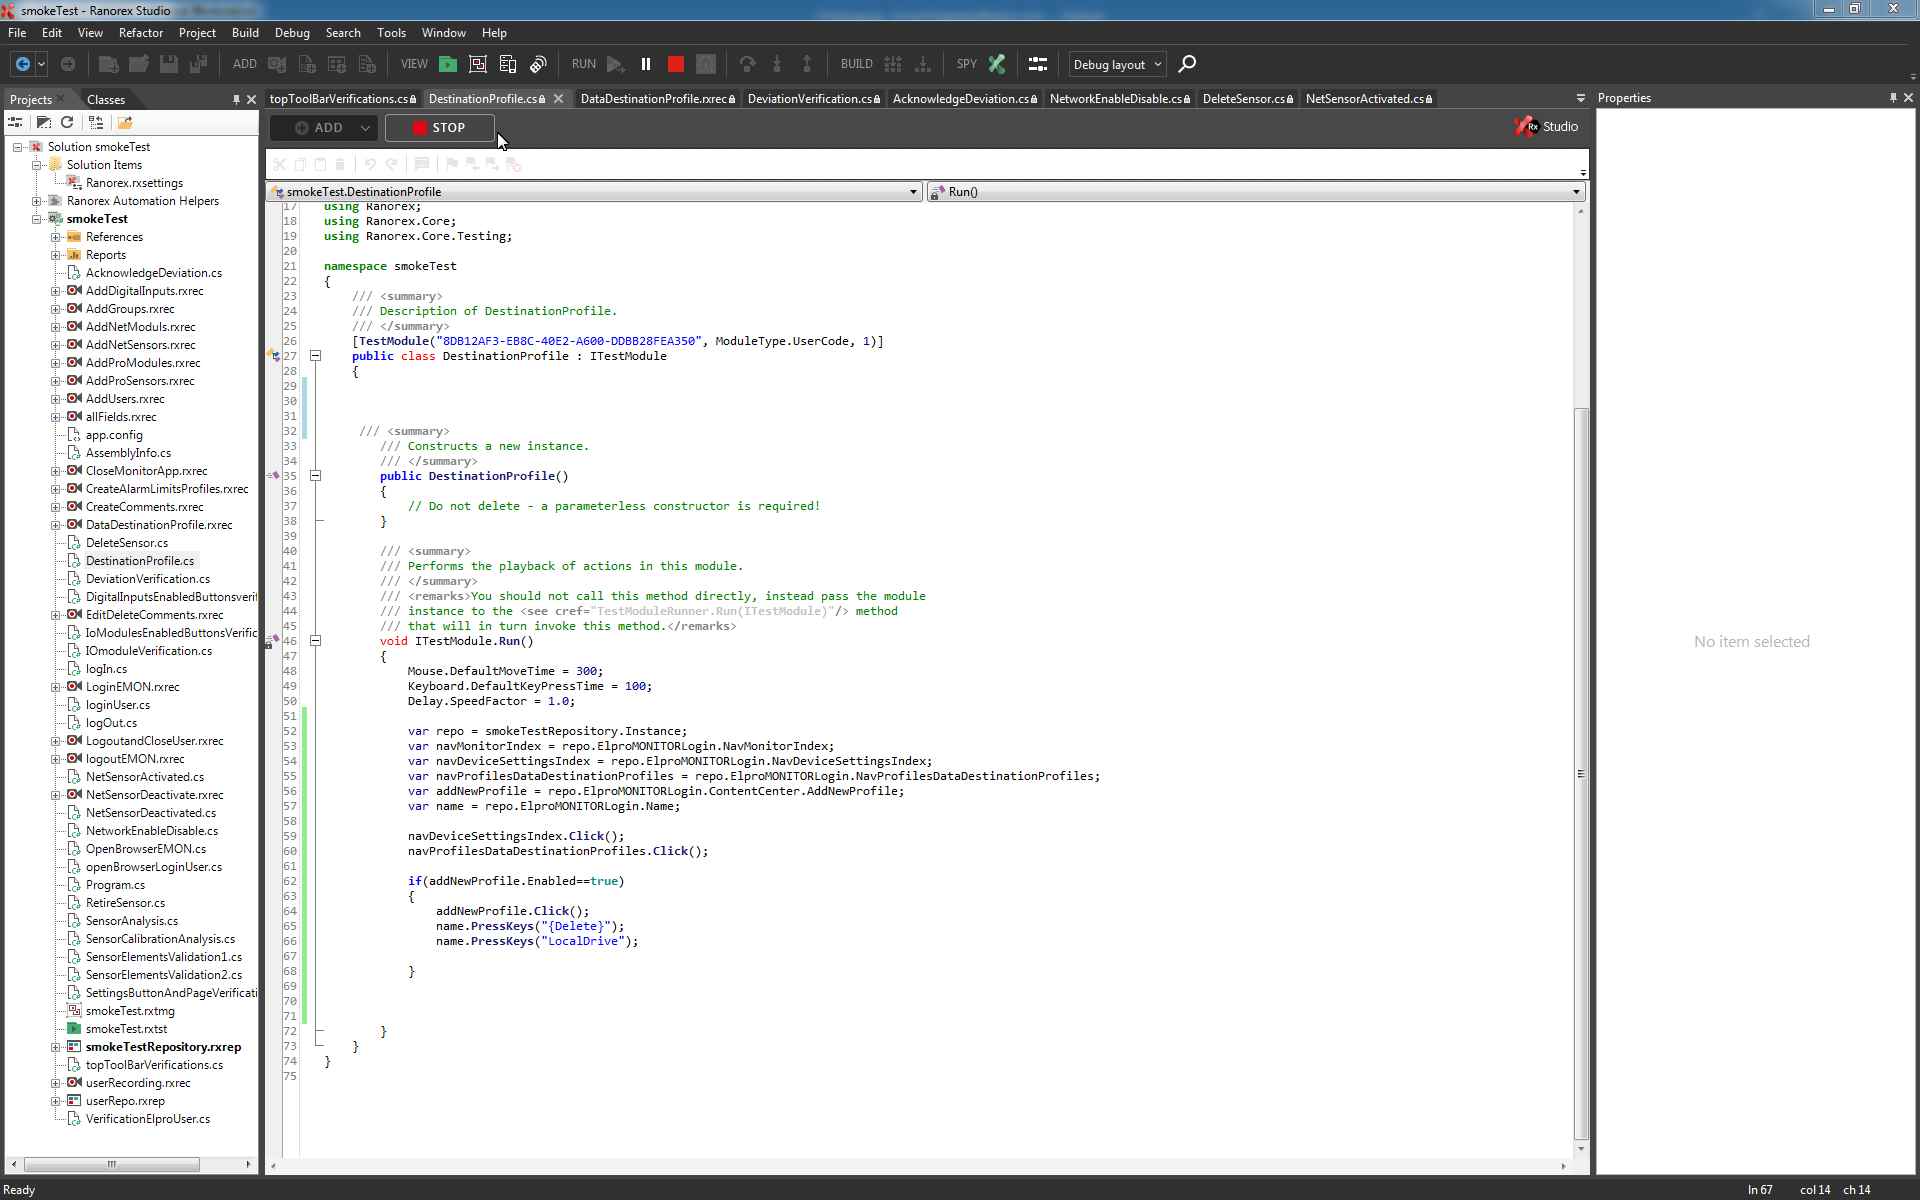 smokeTest - Ranorex Studio
File Edit View Refactor Project Build Debug Search Tools Window Help
ADD VIEW RUN BUILD SPY Debug layout
Projects Classes
topToolBarVerifications.cs DestinationProfile.cs DataDestinationProfile.rxrec DeviationVerification.cs AcknowledgeDeviation.cs NetworkEnableDisable.cs DeleteSensor.cs NetSensorActivated.cs
Properties
ADD STOP
Rx Studio
smokeTest.DestinationProfile
Run()
Solution smokeTest
Solution Items
Ranorex.rxsettings
Ranorex Automation Helpers
smokeTest
References
Reports
AcknowledgeDeviation.cs
AddDigitalInputs.rxrec
AddGroups.rxrec
AddNetModuls.rxrec
AddNetSensors.rxrec
AddProModules.rxrec
AddProSensors.rxrec
AddUsers.rxrec
allFields.rxrec
app.config
AssemblyInfo.cs
CloseMonitorApp.rxrec
CreateAlarmLimitsProfiles.rxrec
CreateComments.rxrec
DataDestinationProfile.rxrec
DeleteSensor.cs
DestinationProfile.cs
DeviationVerification.cs
DigitalInputsEnabledButtonsveri
EditDeleteComments.rxrec
IoModulesEnabledButtonsVerific
IOmoduleVerification.cs
logIn.cs
LoginEMON.rxrec
loginUser.cs
logOut.cs
LogoutandCloseUser.rxrec
logoutEMON.rxrec
NetSensorActivated.cs
NetSensorDeactivate.rxrec
NetSensorDeactivated.cs
NetworkEnableDisable.cs
OpenBrowserEMON.cs
openBrowserLoginUser.cs
Program.cs
RetireSensor.cs
SensorAnalysis.cs
SensorCalibrationAnalysis.cs
SensorElementsValidation1.cs
SensorElementsValidation2.cs
SettingsButtonAndPageVerificati
smokeTest.rxtmg
smokeTest.rxtst
smokeTestRepository.rxrep
topToolBarVerifications.cs
userRecording.rxrec
userRepo.rxrep
VerificationElproUser.cs
17 using Ranorex;
18 using Ranorex.Core;
19 using Ranorex.Core.Testing;
20
21 namespace smokeTest
22 {
23 /// <summary>
24 /// Description of DestinationProfile.
25 /// </summary>
26 [TestModule("8DB12AF3-EB8C-40E2-A600-DDBB28FEA350", ModuleType.UserCode, 1)]
27 public class DestinationProfile : ITestModule
28 {
29
30
31
32 /// <summary>
33 /// Constructs a new instance.
34 /// </summary>
35 public DestinationProfile()
36 {
37 // Do not delete - a parameterless constructor is required!
38 }
39
40 /// <summary>
41 /// Performs the playback of actions in this module.
42 /// </summary>
43 /// <remarks>You should not call this method directly, instead pass the module
44 /// instance to the <see cref="TestModuleRunner.Run(ITestModule)"/> method
45 /// that will in turn invoke this method.</remarks>
46 void ITestModule.Run()
47 {
48 Mouse.DefaultMoveTime = 300;
49 Keyboard.DefaultKeyPressTime = 100;
50 Delay.SpeedFactor = 1.0;
51
52 var repo = smokeTestRepository.Instance;
53 var navMonitorIndex = repo.ElproMONITORLogin.NavMonitorIndex;
54 var navDeviceSettingsIndex = repo.ElproMONITORLogin.NavDeviceSettingsIndex;
55 var navProfilesDataDestinationProfiles = repo.ElproMONITORLogin.NavProfilesDataDestinationProfiles;
56 var addNewProfile = repo.ElproMONITORLogin.ContentCenter.AddNewProfile;
57 var name = repo.ElproMONITORLogin.Name;
58
59 navDeviceSettingsIndex.Click();
60 navProfilesDataDestinationProfiles.Click();
61
62 if(addNewProfile.Enabled==true)
63 {
64 addNewProfile.Click();
65 name.PressKeys("{Delete}");
66 name.PressKeys("LocalDrive");
67
68 }
69
70
71
72 }
73 }
74 }
75
No item selected
Ready
ln 67 col 14 ch 14